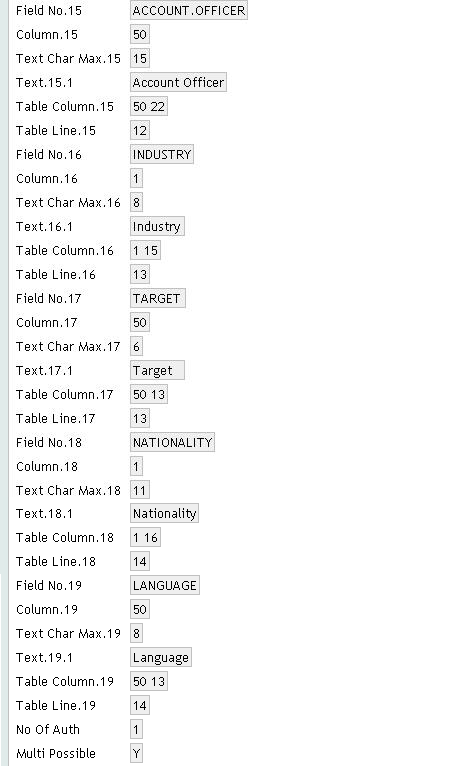 Field No.15 ACCOUNT.OFFICER
Column.15 50
Text Char Max.15 15
Text.15.1 Account Officer
Table Column.15 50 22
Table Line.15 12
Field No.16 INDUSTRY
Column.16 1
Text Char Max.16 8
Text.16.1 Industry
Table Column.16 1 15
Table Line.16 13
Field No.17 TARGET
Column.17 50
Text Char Max.17 6
Text.17.1 Target
Table Column.17 50 13
Table Line.17 13
Field No.18 NATIONALITY
Column.18 1
Text Char Max.18 11
Text.18.1 Nationality
Table Column.18 1 16
Table Line.18 14
Field No.19 LANGUAGE
Column.19 50
Text Char Max.19 8
Text.19.1 Language
Table Column.19 50 13
Table Line.19 14
No Of Auth 1
Multi Possible Y